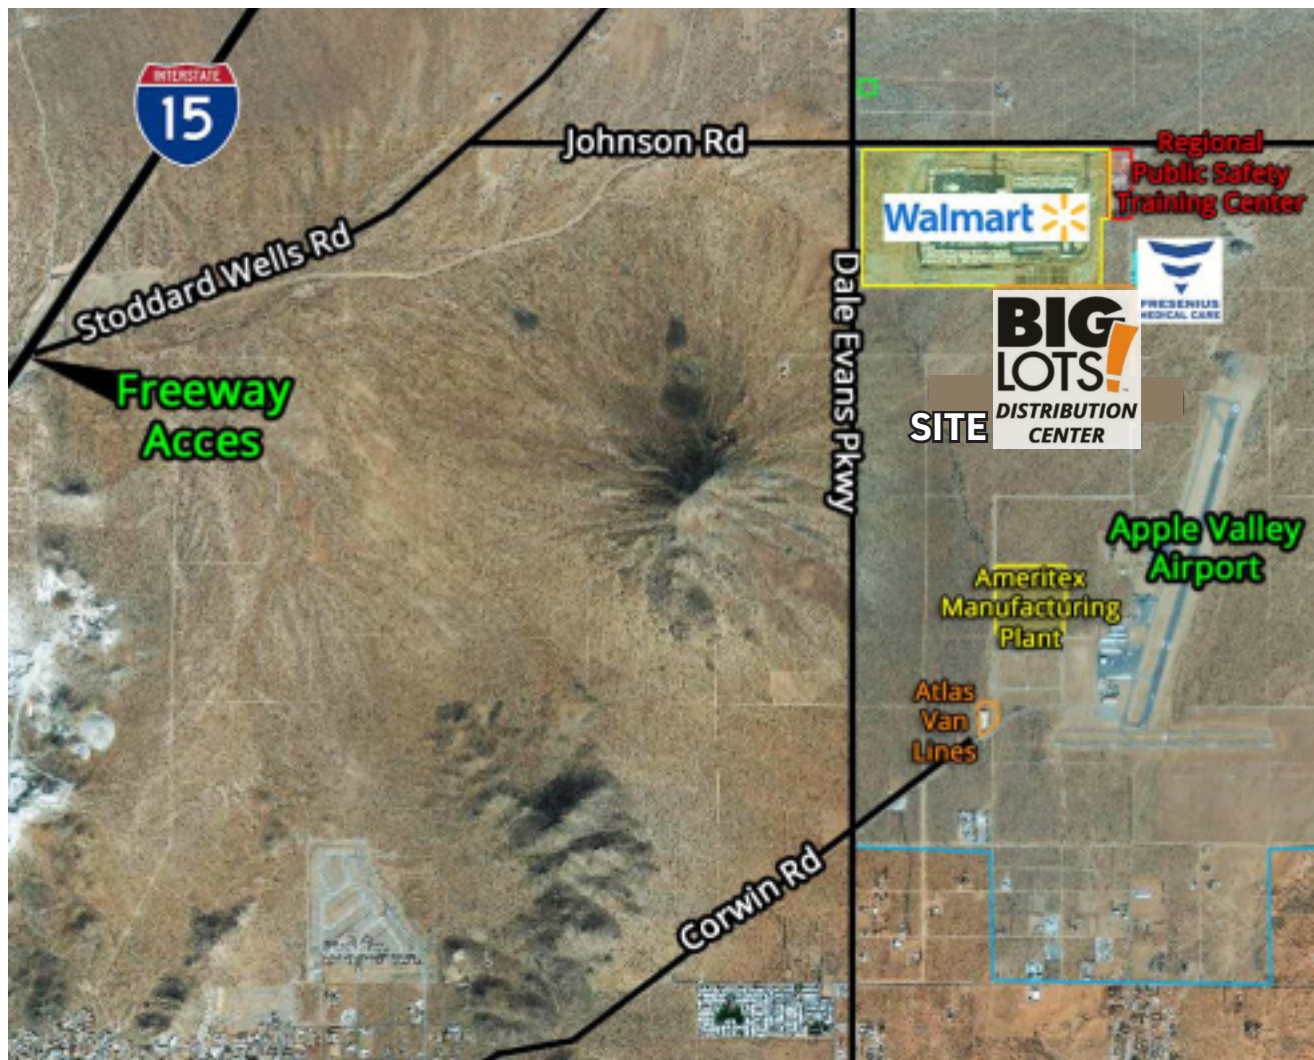 INTERSTATE
15
Johnson Rd
Regional
Public Safety
Training Center
Walmart
Stoddard Wells Rd
Dale Evans Pkwy
FRESENIUS
MEDICAL CARE
BIG
LOTS!
DISTRIBUTION
CENTER
SITE
Freeway
Acces
Apple Valley
Airport
Ameritex
Manufacturing
Plant
Atlas
Van
Lines
Corwin Rd